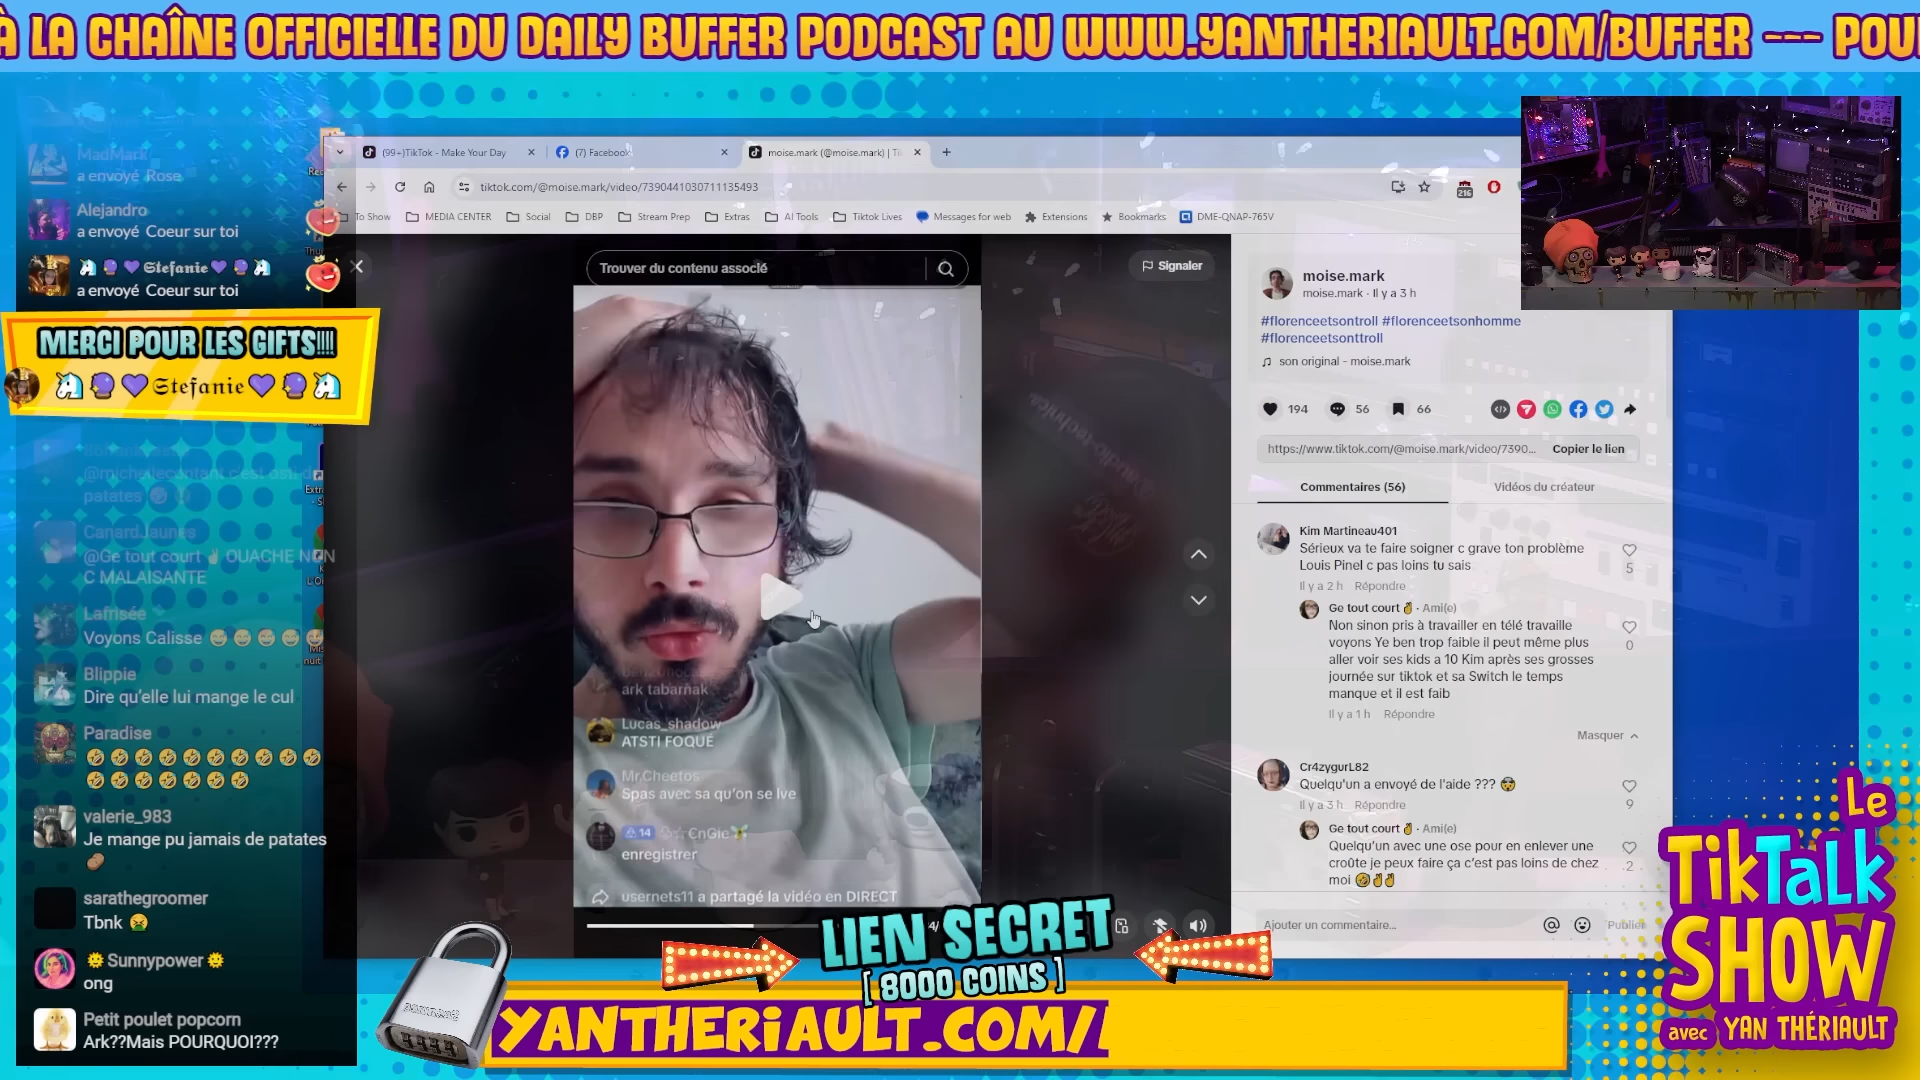 À LA CHAÎNE OFFICIELLE DU DAILY BUFFER PODCAST AU WWW.YANTHERIAULT.COM/BUFFER --- POU
MadMark
a envoyé Rose
Alejandro
a envoyé Coeur sur toi
🦄🔮💜𝕾𝖙𝖊𝖋𝖆𝖓𝖎𝖊💜🔮🦄
a envoyé Coeur sur toi
MERCI POUR LES GIFTS!!!!
🦄🔮💜𝕾𝖙𝖊𝖋𝖆𝖓𝖎𝖊💜🔮🦄
patates
CanardJaunes
@Ge tout court ✌ OUACHE NON
C MALAISANTE
Lafrisée
Voyons Calisse
Blippie
Dire qu'elle lui mange le cul
Paradise
🤣🤣🤣🤣🤣🤣🤣🤣🤣🤣
🤣🤣🤣🤣🤣🤣🤣
valerie_983
Je mange pu jamais de patates
🥔
sarathegroomer
Tbnk 🤮
🌞Sunnypower🌞
ong
Petit poulet popcorn
Ark??Mais POURQUOI???
(99+)TikTok - Make Your Day
(7) Facebook
moise.mark (@moise.mark) | Ti
tiktok.com/@moise.mark/video/7390441030711135493
216
To Show
MEDIA CENTER
Social
DBP
Stream Prep
Extras
AI Tools
Tiktok Lives
Messages for web
Extensions
Bookmarks
DME-QNAP-765V
Trouver du contenu associé
Signaler
ark tabarñak
Lucas_shadow
ATSTI FOQUÉ
Mr.Cheetos
Spas avec sa qu'on se lve
14 €nGie
enregistrer
usernets11 a partagé la vidéo en DIRECT
moise.mark
moise.mark · Il y a 3 h
#florenceetsontroll #florenceetsonhomme
#florenceetsonttroll
son original - moise.mark
194
56
66
https://www.tiktok.com/@moise.mark/video/7390...
Copier le lien
Commentaires (56)
Vidéos du créateur
Kim Martineau401
Sérieux va te faire soigner c grave ton problème
Louis Pinel c pas loins tu sais
5
Il y a 2 h Répondre
Ge tout court ✌ · Ami(e)
Non sinon pris à travailler en télé travaille
voyons Ye ben trop faible il peut même plus
aller voir ses kids a 10 Kim après ses grosses
journée sur tiktok et sa Switch le temps
manque et il est faib
0
Il y a 1 h Répondre
Masquer
Cr4zygurL82
Quelqu'un a envoyé de l'aide ??? 😳
9
Il y a 3 h Répondre
Ge tout court ✌ · Ami(e)
Quelqu'un avec une ose pour en enlever une
croûte je peux faire ça c'est pas loins de chez
moi 🤣✌✌
2
Ajouter un commentaire...
Publier
LIEN SECRET
[ 8000 COINS ]
YANTHERIAULT.COM/L
Le
TikTalk
SHOW
avec YAN THÉRIAULT